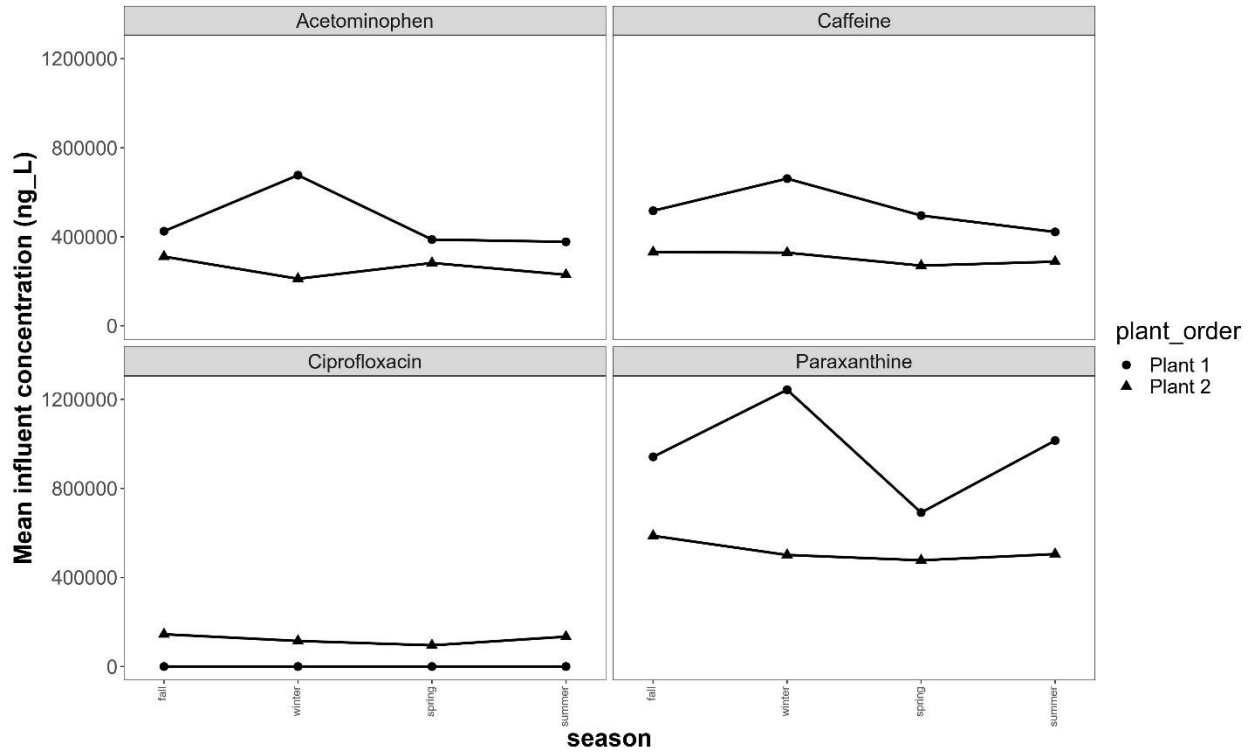 Acetominophen
Caffeine
1200000
800000
400000
0
Ciprofloxacin
Paraxanthine
1200000
800000
400000
0
fall
winter
spring
summer
fall
winter
spring
summer
season
Mean influent concentration (ng_L)
plant_order
Plant 1
Plant 2